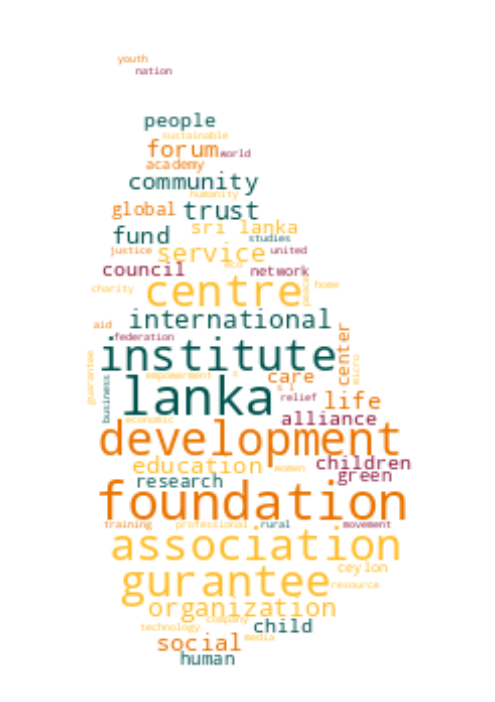 youth
nation
people
sustainable
forum world
academy
community
humanity
global trust
sri lanka
fund studies
justice service united
council eco network
centre peace home
charity
international
aid
federation
institute center
guarantee empowerment care micro
business lanka relief life
economic alliance
development
education women children
research green
foundation
training professional rural movement
association
ceylon
gurantee resource
organization
company
technology child
social media
human